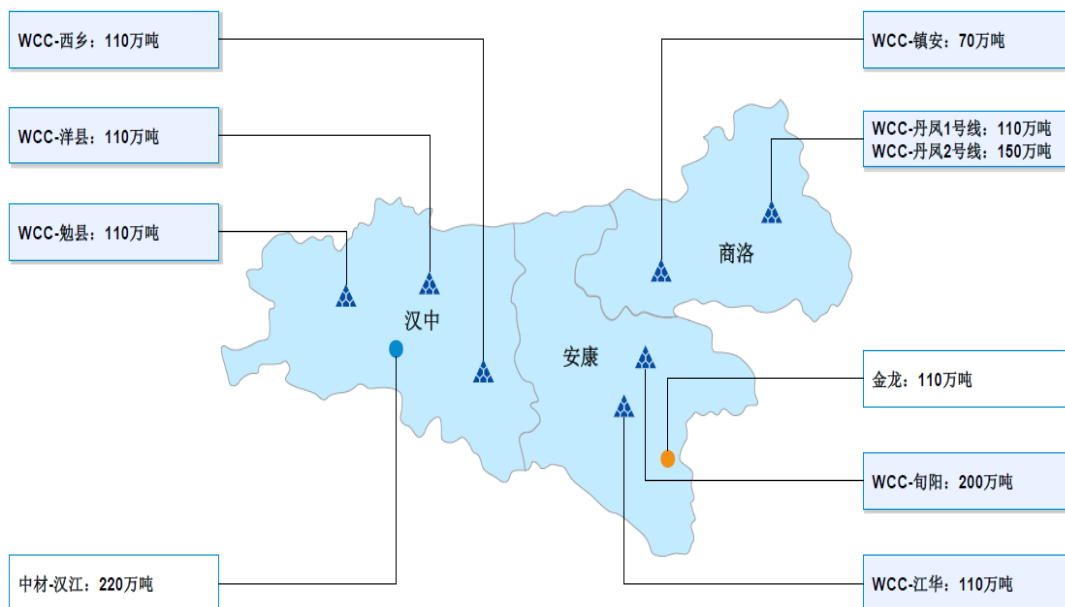 WCC-西乡：110万吨
WCC-洋县：110万吨
WCC-勉县：110万吨
中材-汉江：220万吨
汉中
安康
商洛
WCC-镇安：70万吨
WCC-丹凤1号线：110万吨
WCC-丹凤2号线：150万吨
金龙：110万吨
WCC-旬阳：200万吨
WCC-江华：110万吨